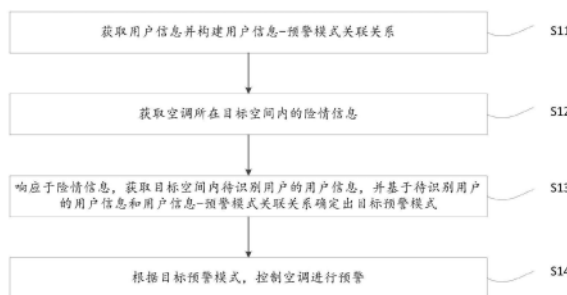 获取用户信息并构建用户信息-预警模式关联关系
S11
获取空调所在目标空间内的险情信息
S12
响应于险情信息，获取目标空间内待识别用户的用户信息，并基于待识别用户
的用户信息和用户信息-预警模式关联关系确定出目标预警模式
S13
根据目标预警模式，控制空调进行预警
S14